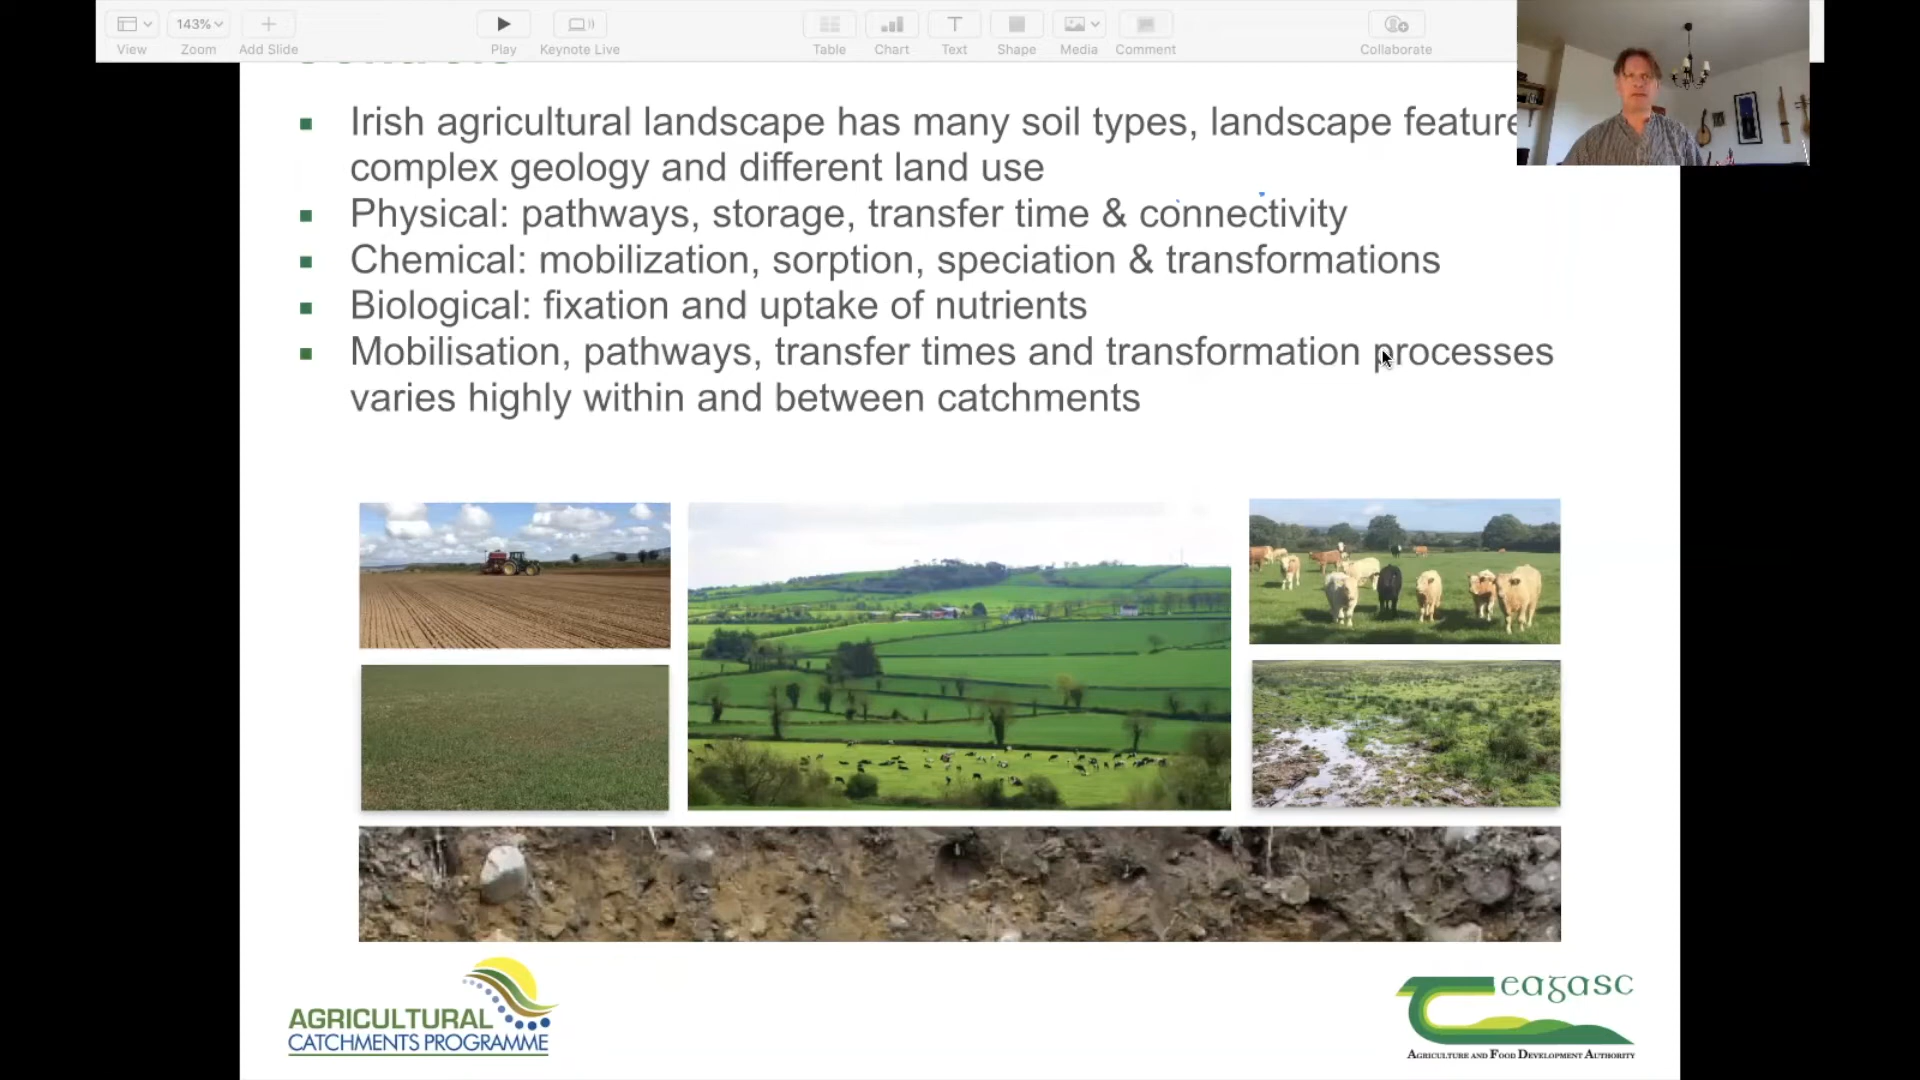 143%
View Zoom Add Slide Play Keynote Live Table Chart Text Shape Media Comment Collaborate
Irish agricultural landscape has many soil types, landscape feature
complex geology and different land use
Physical: pathways, storage, transfer time & connectivity
Chemical: mobilization, sorption, speciation & transformations
Biological: fixation and uptake of nutrients
Mobilisation, pathways, transfer times and transformation processes
varies highly within and between catchments
AGRICULTURAL
CATCHMENTS PROGRAMME
Teagasc
AGRICULTURE AND FOOD DEVELOPMENT AUTHORITY